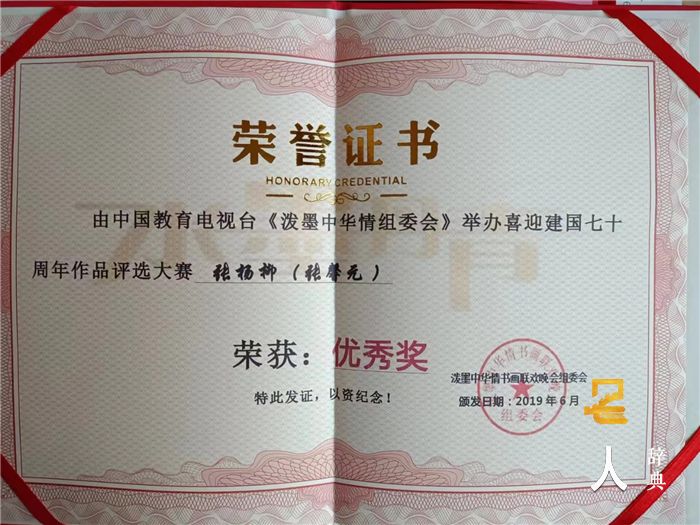 荣誉证书
HONORARY CREDENTIAL
由中国教育电视台《泼墨中华情组委会》举办喜迎建国七十
周年作品评选大赛 张杨柳（张馨元）
荣获：优秀奖
特此发证，以资纪念！
泼墨中华情书画联欢晚会组委会
颁发日期：2019年6月
组委会
人
辞典